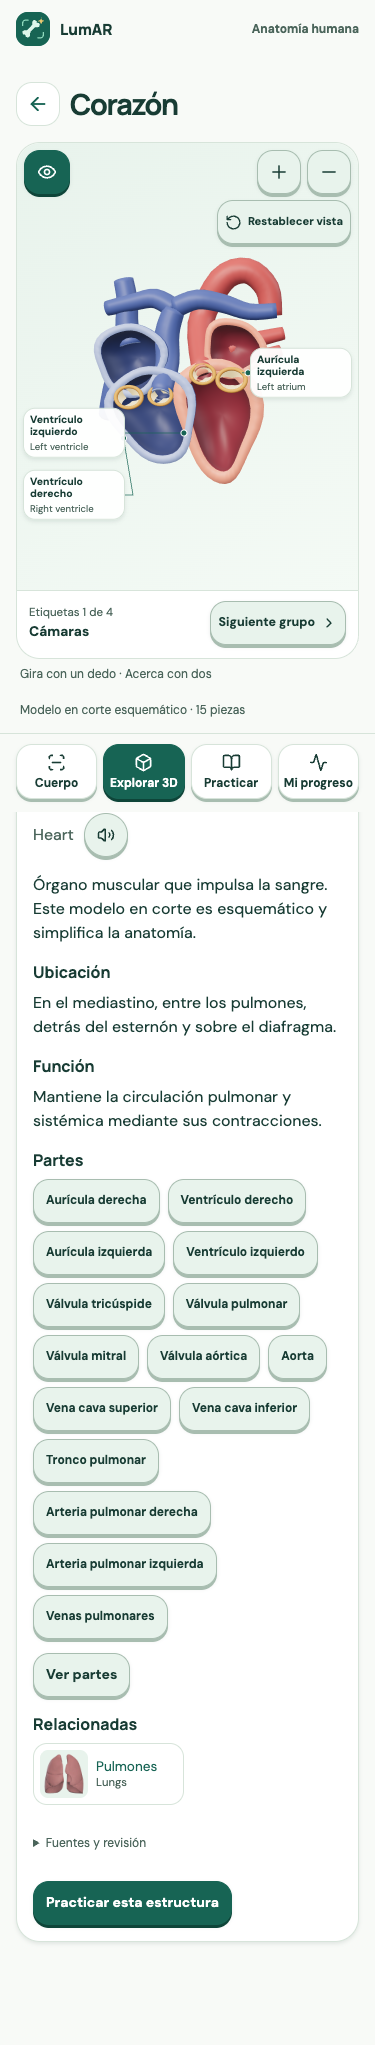 LumAR
Anatomía humana
Corazón
Restablecer vista
Aurícula
izquierda
Left atrium
Ventrículo
izquierdo
Left ventricle
Ventrículo
derecho
Right ventricle
Etiquetas 1 de 4
Cámaras
Siguiente grupo
Gira con un dedo · Acerca con dos
Modelo en corte esquemático · 15 piezas
Cuerpo
Explorar 3D
Practicar
Mi progreso
Heart
Órgano muscular que impulsa la sangre.
Este modelo en corte es esquemático y
simplifica la anatomía.
Ubicación
En el mediastino, entre los pulmones,
detrás del esternón y sobre el diafragma.
Función
Mantiene la circulación pulmonar y
sistémica mediante sus contracciones.
Partes
Aurícula derecha
Ventrículo derecho
Aurícula izquierda
Ventrículo izquierdo
Válvula tricúspide
Válvula pulmonar
Válvula mitral
Válvula aórtica
Aorta
Vena cava superior
Vena cava inferior
Tronco pulmonar
Arteria pulmonar derecha
Arteria pulmonar izquierda
Venas pulmonares
Ver partes
Relacionadas
Pulmones
Lungs
Fuentes y revisión
Practicar esta estructura